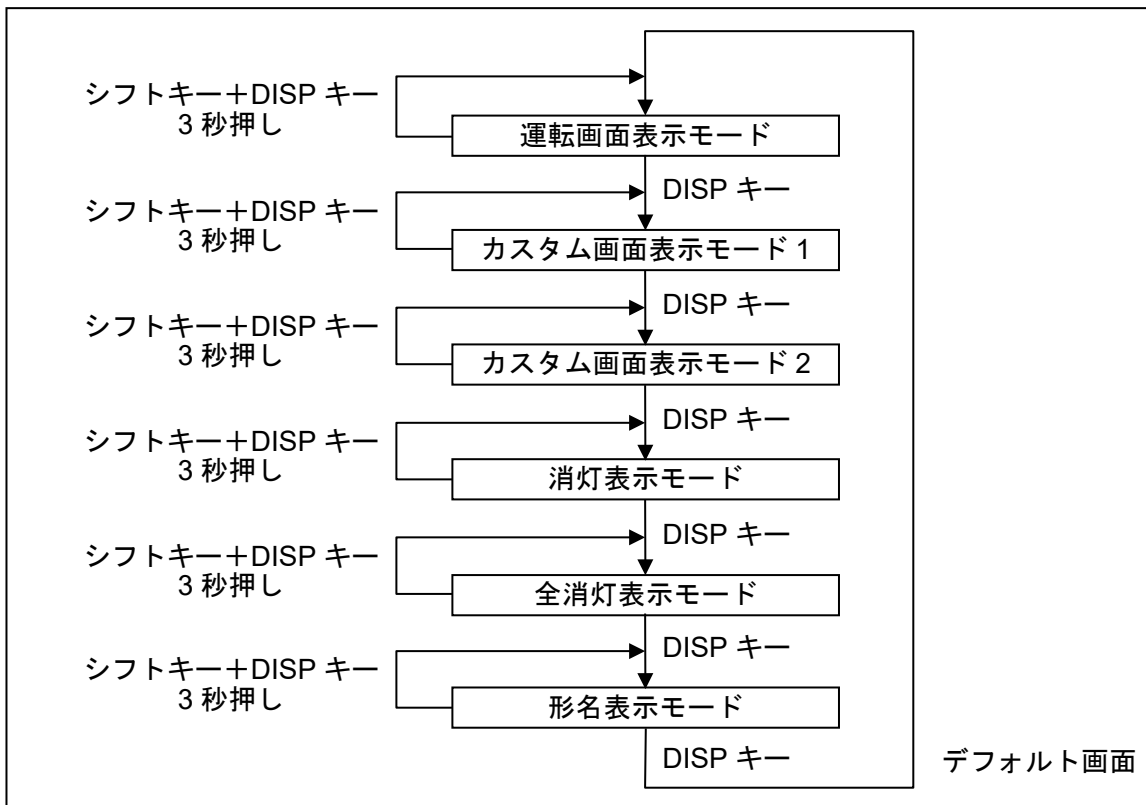 シフトキー＋DISP キー
3 秒押し
運転画面表示モード
DISP キー
シフトキー＋DISP キー
3 秒押し
カスタム画面表示モード 1
DISP キー
シフトキー＋DISP キー
3 秒押し
カスタム画面表示モード 2
DISP キー
シフトキー＋DISP キー
3 秒押し
消灯表示モード
DISP キー
シフトキー＋DISP キー
3 秒押し
全消灯表示モード
DISP キー
シフトキー＋DISP キー
3 秒押し
形名表示モード
DISP キー
デフォルト画面